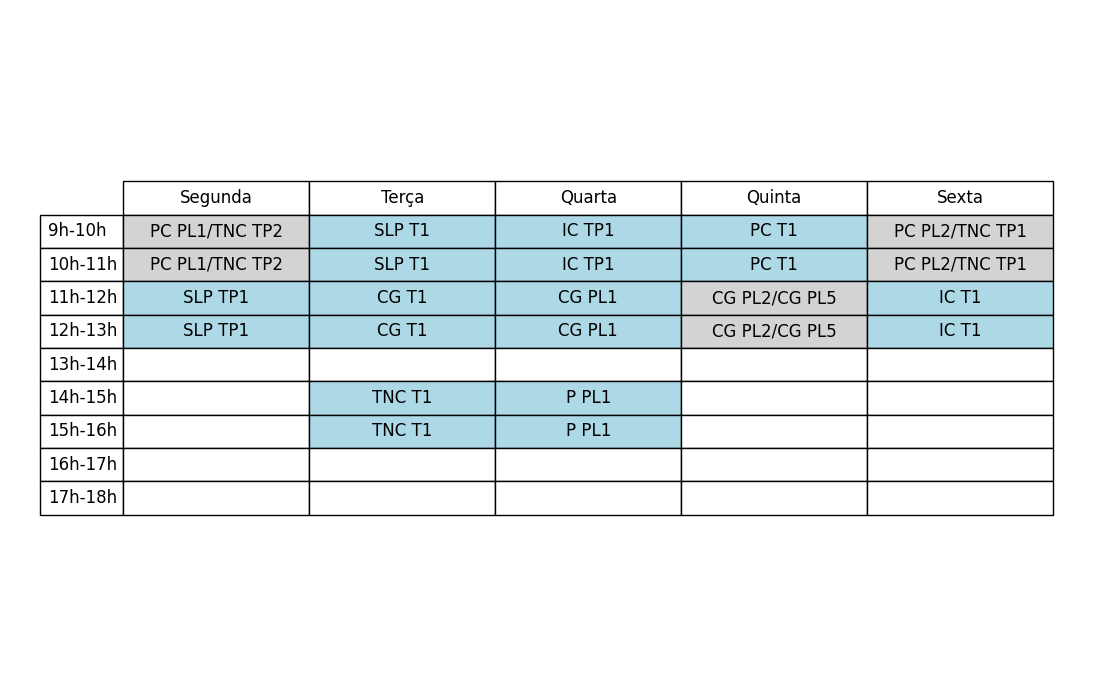 Segunda Terça Quarta Quinta Sexta
9h-10h PC PL1/TNC TP2 SLP T1 IC TP1 PC T1 PC PL2/TNC TP1
10h-11h PC PL1/TNC TP2 SLP T1 IC TP1 PC T1 PC PL2/TNC TP1
11h-12h SLP TP1 CG T1 CG PL1 CG PL2/CG PL5 IC T1
12h-13h SLP TP1 CG T1 CG PL1 CG PL2/CG PL5 IC T1
13h-14h
14h-15h TNC T1 P PL1
15h-16h TNC T1 P PL1
16h-17h
17h-18h